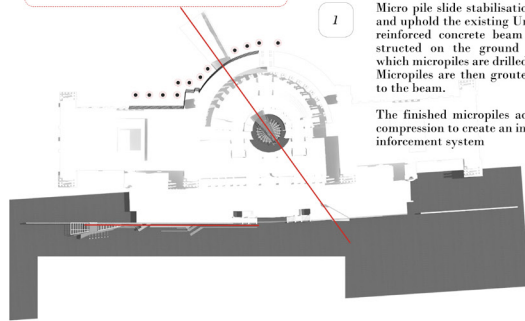 1
Micro pile slide stabilisatio
and uphold the existing Ur
reinforced concrete beam
structed on the ground
which micropiles are drilled
Micropiles are then groute
to the beam.
The finished micropiles ac
compression to create an in
inforcement system